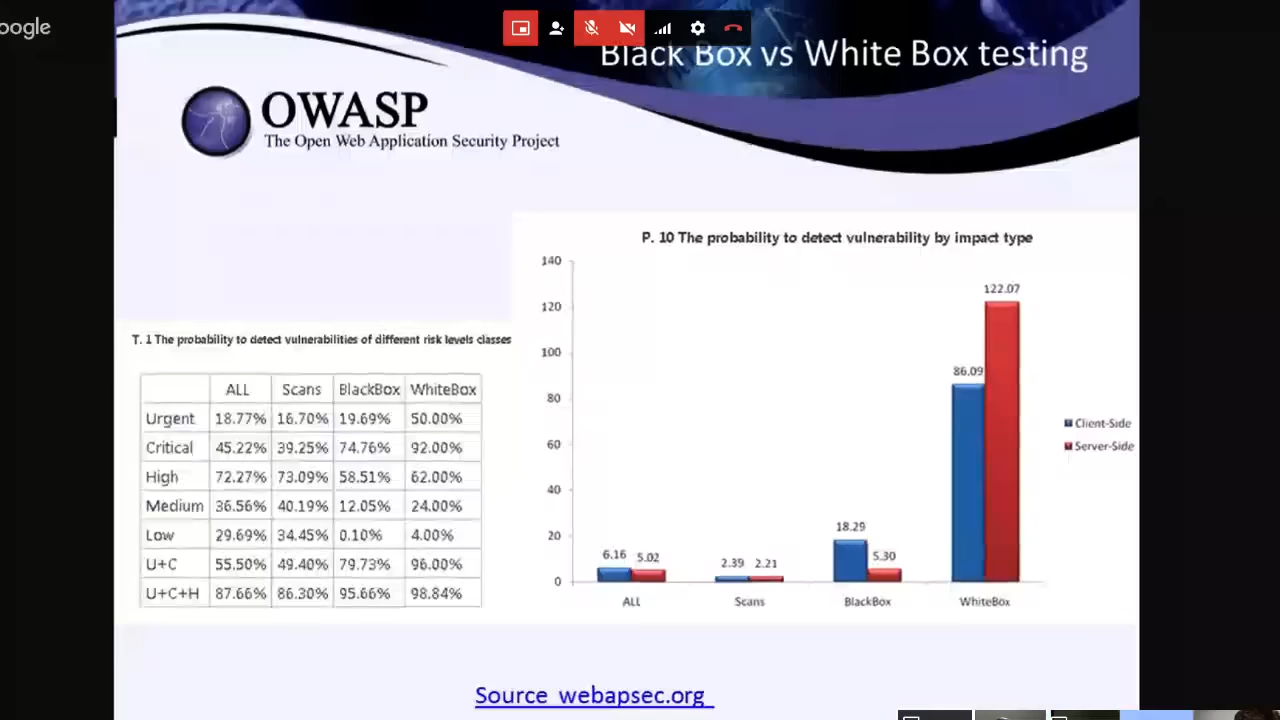 oogle
Black Box vs White Box testing
OWASP
The Open Web Application Security Project
T. 1 The probability to detect vulnerabilities of different risk levels classes
ALL Scans BlackBox WhiteBox
Urgent 18.77% 16.70% 19.69% 50.00%
Critical 45.22% 39.25% 74.76% 92.00%
High 72.27% 73.09% 58.51% 62.00%
Medium 36.56% 40.19% 12.05% 24.00%
Low 29.69% 34.45% 0.10% 4.00%
U+C 55.50% 49.40% 79.73% 96.00%
U+C+H 87.66% 86.30% 95.66% 98.84%
P. 10 The probability to detect vulnerability by impact type
140
120
100
80
60
40
20
0
6.16 5.02
2.39 2.21
18.29 5.30
86.09 122.07
ALL Scans BlackBox WhiteBox
Client-Side
Server-Side
Source webapsec.org